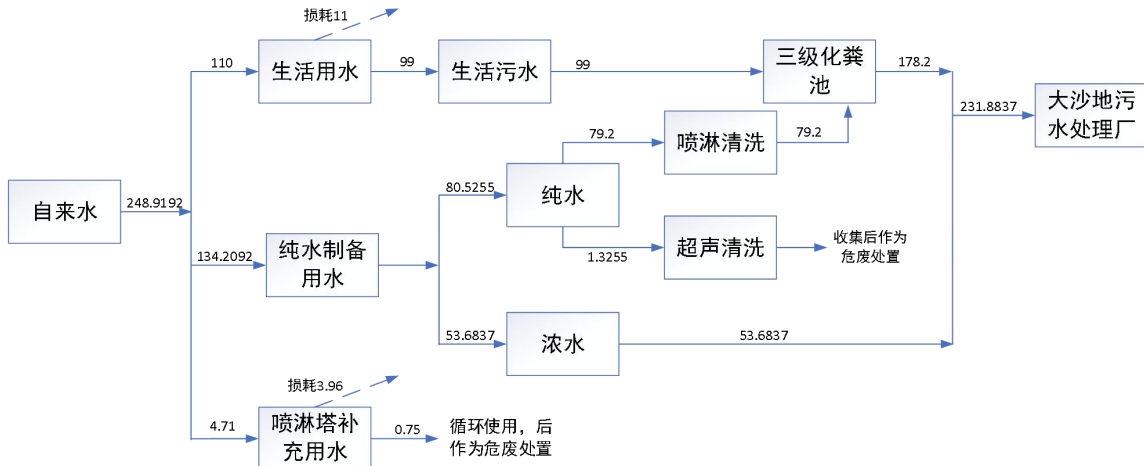 损耗11
110
生活用水
99
生活污水
99
三级化粪
池
178.2
231.8837
大沙地污
水处理厂
79.2
喷淋清洗
79.2
自来水
248.9192
80.5255
纯水
134.2092
纯水制备
用水
1.3255
超声清洗
收集后作为
危废处置
53.6837
浓水
53.6837
损耗3.96
4.71
喷淋塔补
充用水
0.75
循环使用，后
作为危废处置